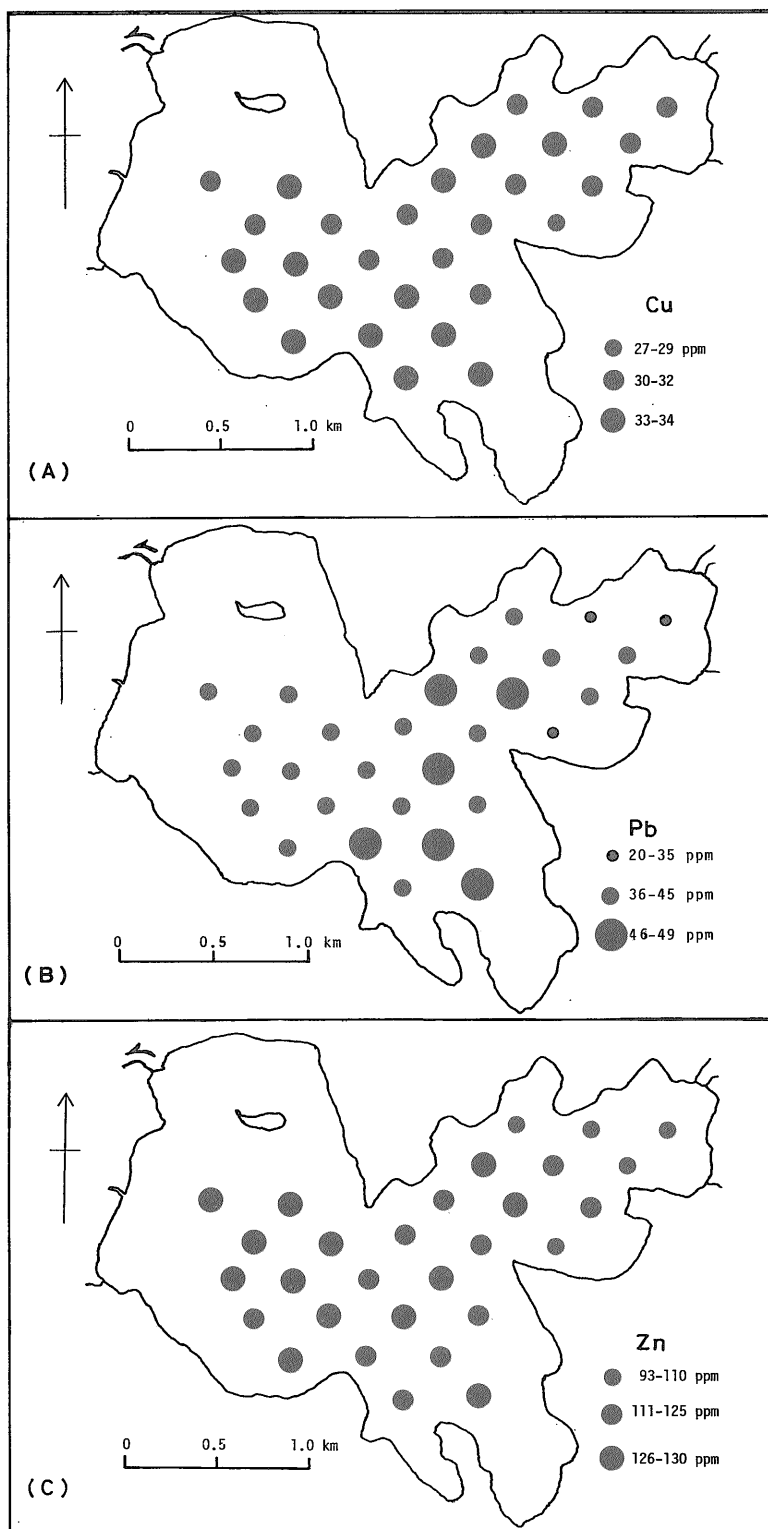 Cu
27-29 ppm
30-32
33-34
0 0.5 1.0 km
(A)
Pb
20-35 ppm
36-45 ppm
46-49 ppm
0 0.5 1.0 km
(B)
Zn
93-110 ppm
111-125 ppm
126-130 ppm
0 0.5 1.0 km
(C)